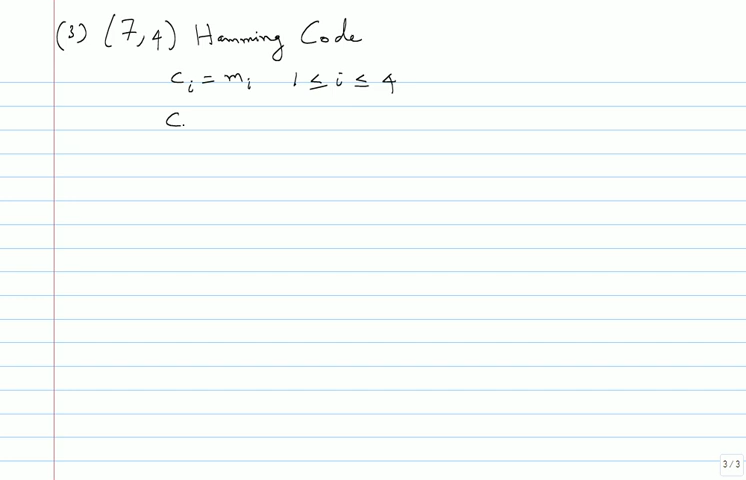 (3) (7,4) Hamming Code
c_i = m_i 1 ≤ i ≤ 4
C.
3/3